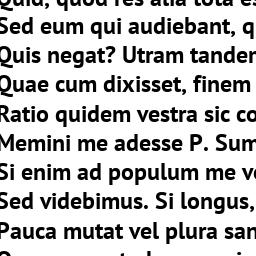 Quid, quod res alia tota es
Sed eum qui audiebant, q
Quis negat? Utram tander
Quae cum dixisset, finem
Ratio quidem vestra sic co
Memini me adesse P. Sum
Si enim ad populum me v
Sed videbimus. Si longus,
Pauca mutat vel plura san